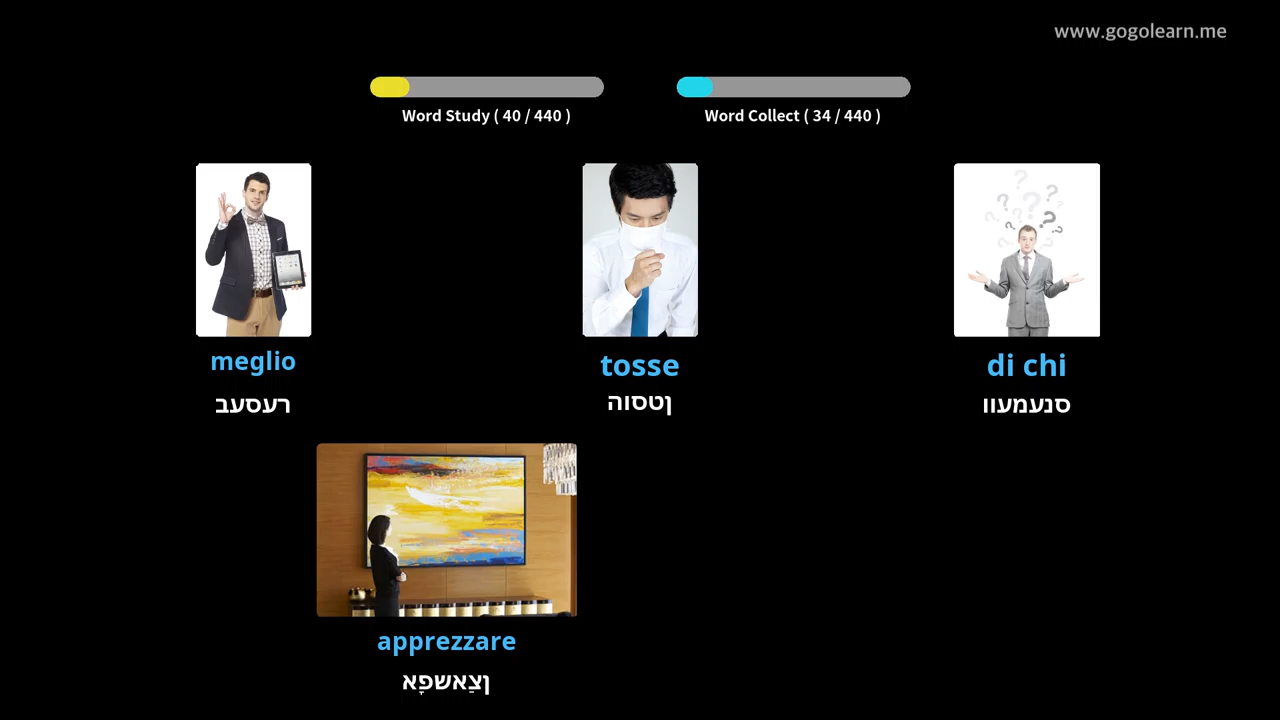 www.gogolearn.me
Word Study ( 40 / 440 )
Word Collect ( 34 / 440 )
meglio
רעסעב
tosse
ןטסוה
di chi
סנעמעוו
apprezzare
ןצַאשפָא